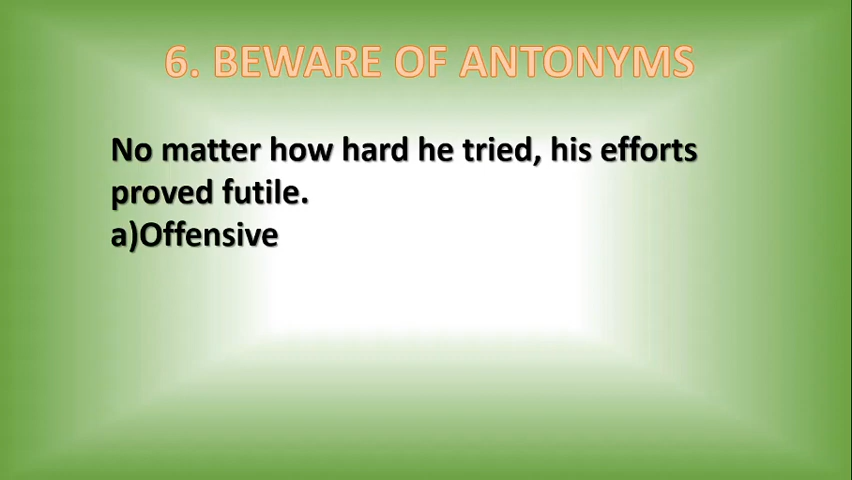 6. BEWARE OF ANTONYMS
No matter how hard he tried, his efforts
proved futile.
a)Offensive